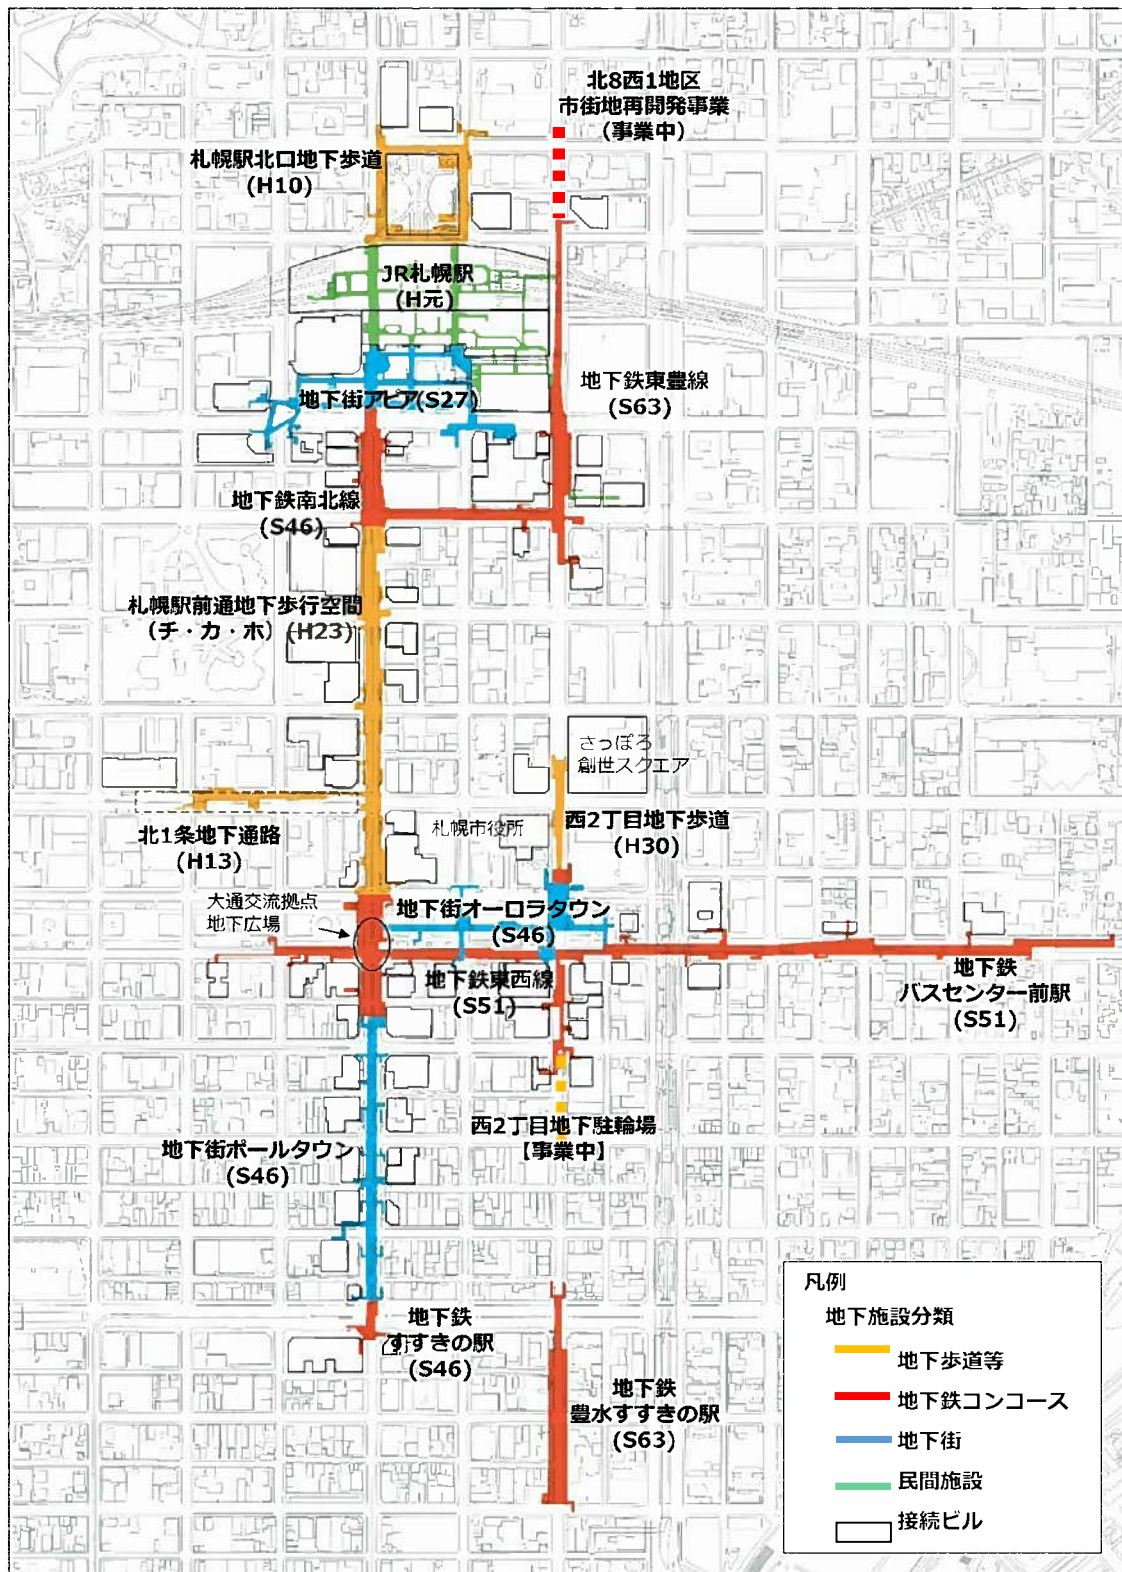 北8西1地区
市街地再開発事業
(事業中)
札幌駅北口地下歩道
(H10)
JR札幌駅
(H元)
地下鉄東豊線
(S63)
地下街アピア(S27)
地下鉄南北線
(S46)
札幌駅前通地下歩行空間
(チ・カ・ホ) (H23)
さっぽろ
創世スクエア
北1条地下通路
(H13)
札幌市役所
西2丁目地下歩道
(H30)
大通交流拠点
地下広場
地下街オーロラタウン
(S46)
地下鉄東西線
(S51)
地下鉄
バスセンター前駅
(S51)
西2丁目地下駐輪場
【事業中】
地下街ポールタウン
(S46)
地下鉄
すすきの駅
(S46)
地下鉄
豊水すすきの駅
(S63)
凡例
地下施設分類
地下歩道等
地下鉄コンコース
地下街
民間施設
接続ビル